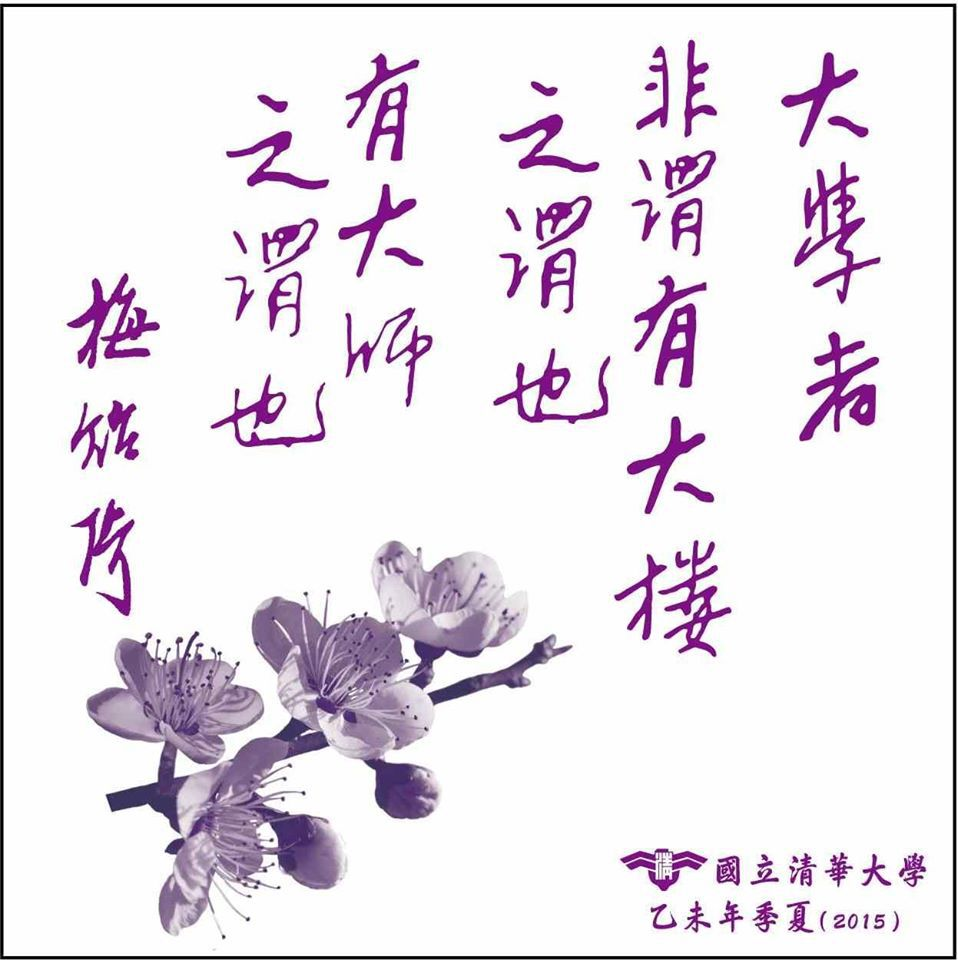 大學者
非謂有大樓
之謂也
有大師
之謂也
梅貽琦
清
國立清華大學
乙未年季夏(2015)